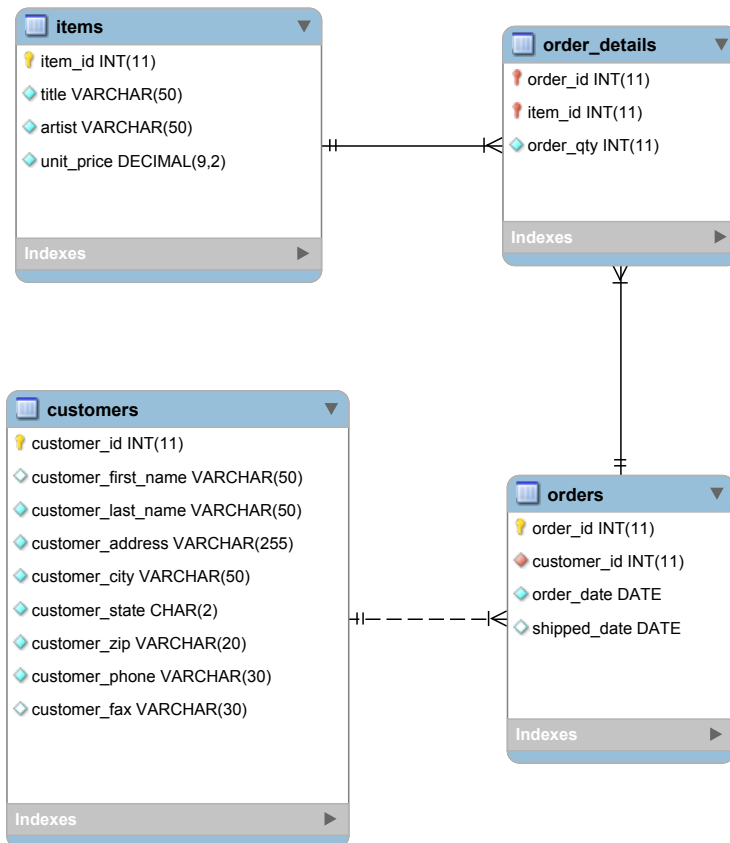 items
item_id INT(11)
title VARCHAR(50)
artist VARCHAR(50)
unit_price DECIMAL(9,2)
Indexes
order_details
order_id INT(11)
item_id INT(11)
order_qty INT(11)
Indexes
customers
customer_id INT(11)
customer_first_name VARCHAR(50)
customer_last_name VARCHAR(50)
customer_address VARCHAR(255)
customer_city VARCHAR(50)
customer_state CHAR(2)
customer_zip VARCHAR(20)
customer_phone VARCHAR(30)
customer_fax VARCHAR(30)
Indexes
orders
order_id INT(11)
customer_id INT(11)
order_date DATE
shipped_date DATE
Indexes